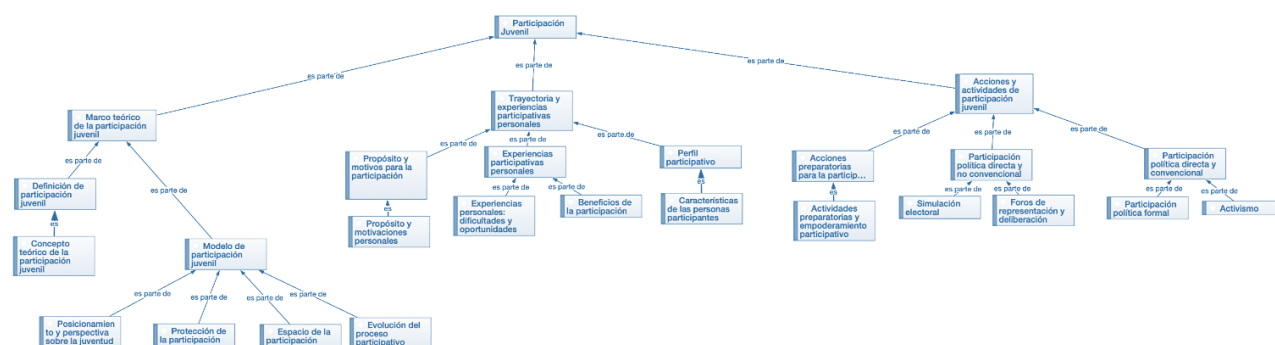 Participación
Juvenil
es parte de
es parte de
es parte de
Marco teórico
de la participación
juvenil
Trayectoria y
experiencias
participativas
personales
Acciones y
actividades de
participación
juvenil
es parte de
es parte de
es parte de
es parte de
es parte de
es parte de
es parte de
es parte de
Definición de
participación
juvenil
Propósito y
motivos para la
participación
Experiencias
participativas
personales
Perfil
participativo
Acciones
preparatorias
para la particip...
Participación
política directa y
no convencional
Participación
política directa y
convencional
es
es
es parte de
es parte de
es
es
es parte de
es parte de
es parte de
es parte de
Concepto
teórico de la
participación
juvenil
Modelo de
participación
juvenil
Propósito y
motivaciones
personales
Experiencias
personales:
dificultades y
oportunidades
Beneficios de
la participación
Características
de las personas
participantes
Actividades
preparatorias y
empoderamiento
participativo
Simulación
electoral
Foros de
representación y
deliberación
Participación
política formal
Activismo
es parte de
es parte de
es parte de
es parte de
Posicionamien
to y perspectiva
sobre la juventud
Protección de
la participación
Espacio de la
participación
Evolución del
proceso
participativo